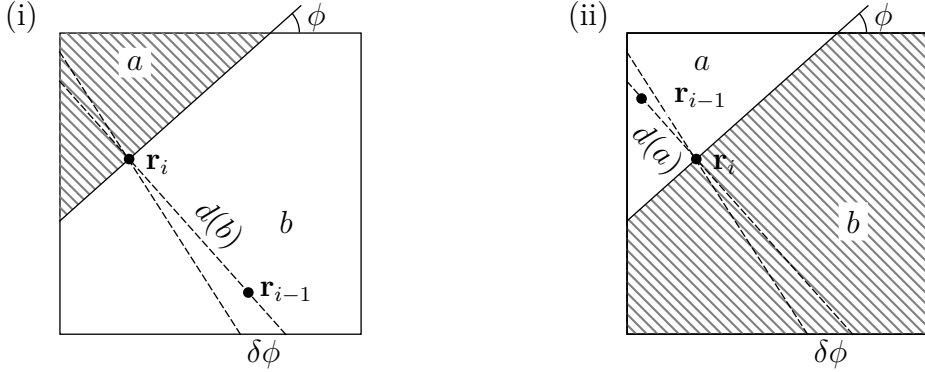 (i)
ϕ
a
r_i
d(b)
b
r_{i−1}
δϕ
(ii)
ϕ
a
r_{i−1}
d(a)
r_i
b
δϕ